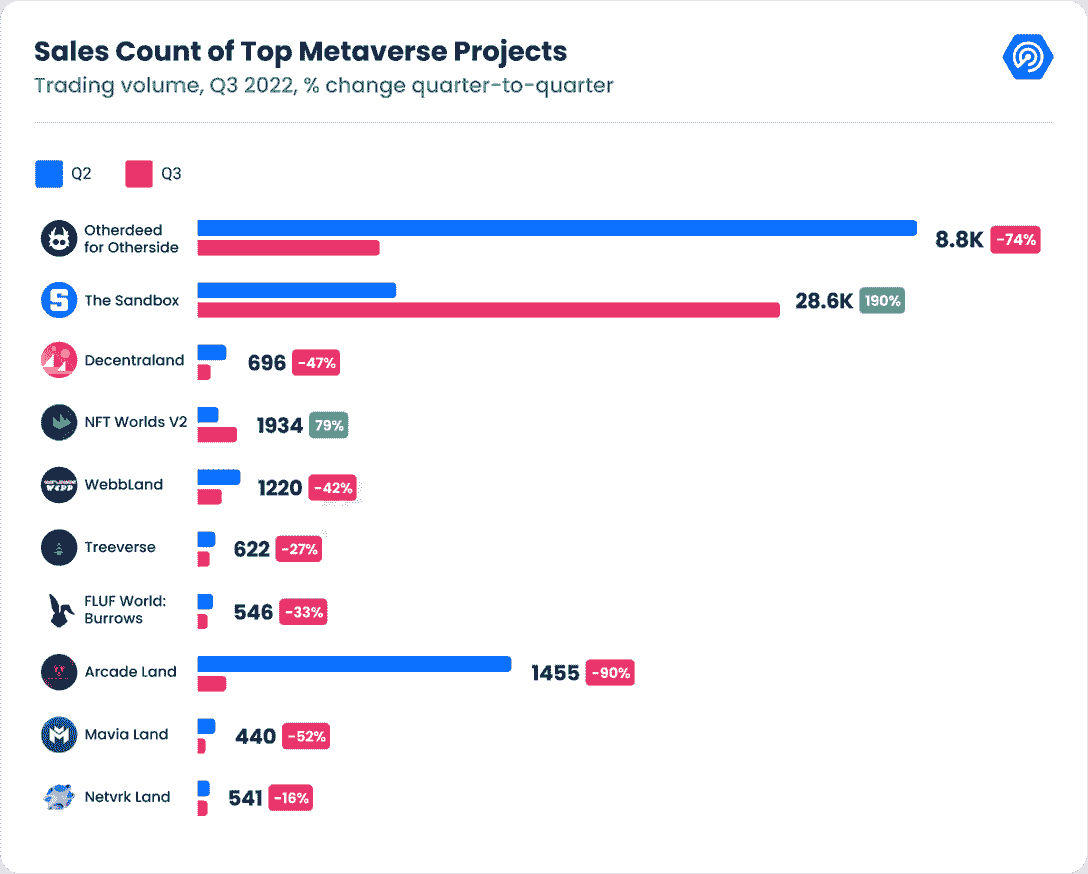 Sales Count of Top Metaverse Projects
Trading volume, Q3 2022, % change quarter-to-quarter
Q2 Q3
Otherdeed
for Otherside
8.8K -74%
The Sandbox 28.6K 190%
Decentraland 696 -47%
NFT Worlds V2 1934 79%
WebbLand 1220 -42%
Treeverse 622 -27%
FLUF World:
Burrows
546 -33%
Arcade Land 1455 -90%
Mavia Land 440 -52%
Netvrk Land 541 -16%